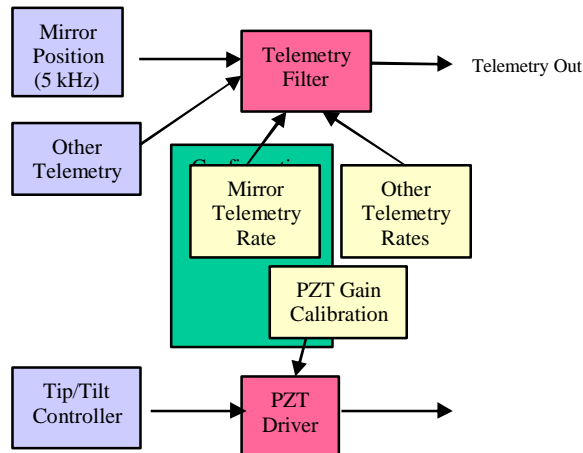 Mirror
Position
(5 kHz)
Telemetry
Filter
Telemetry Out
Other
Telemetry
Mirror
Telemetry
Rate
Other
Telemetry
Rates
PZT Gain
Calibration
Tip/Tilt
Controller
PZT
Driver